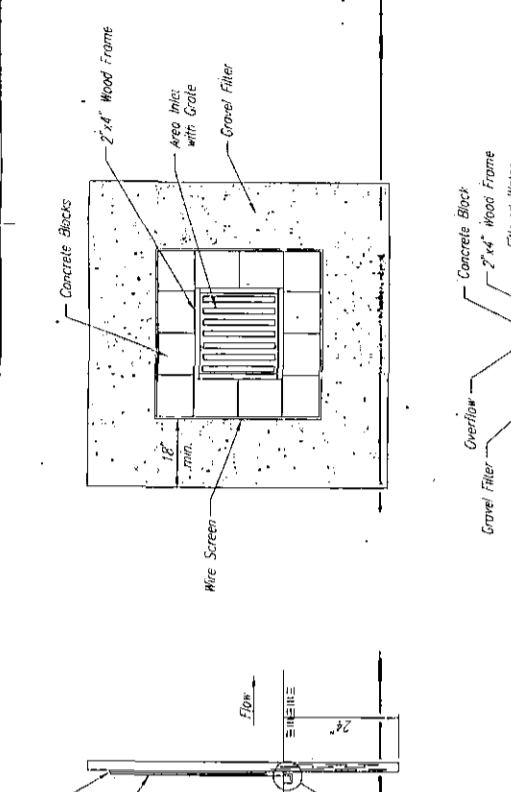 Concrete Blocks
2"x4" Wood Frame
Area Inlet
with Grate
Gravel Filter
18"
min.
Wire Screen
Flow
24"
Concrete Block
2"x4" Wood Frame
Overflow
Gravel Filter